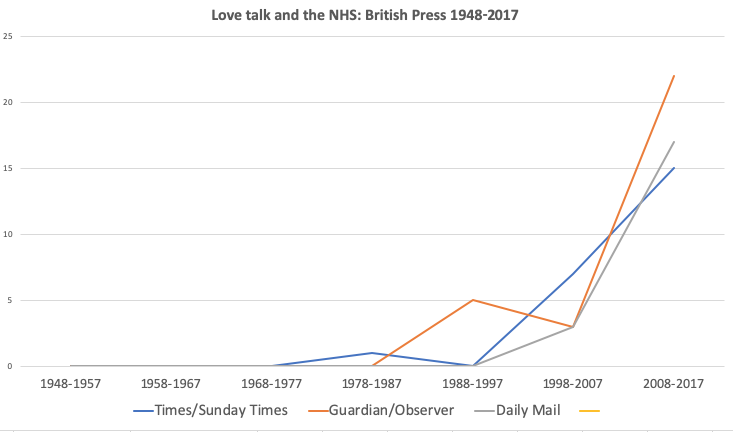 Love talk and the NHS: British Press 1948-2017
25
20
15
10
5
0
1948-1957 1958-1967 1968-1977 1978-1987 1988-1997 1998-2007 2008-2017
Times/Sunday Times Guardian/Observer Daily Mail